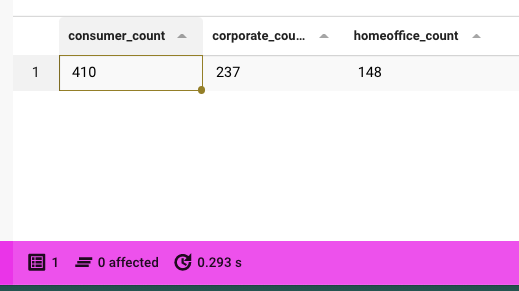 consumer_count corporate_cou... homeoffice_count
1 410 237 148
1 0 affected 0.293 s